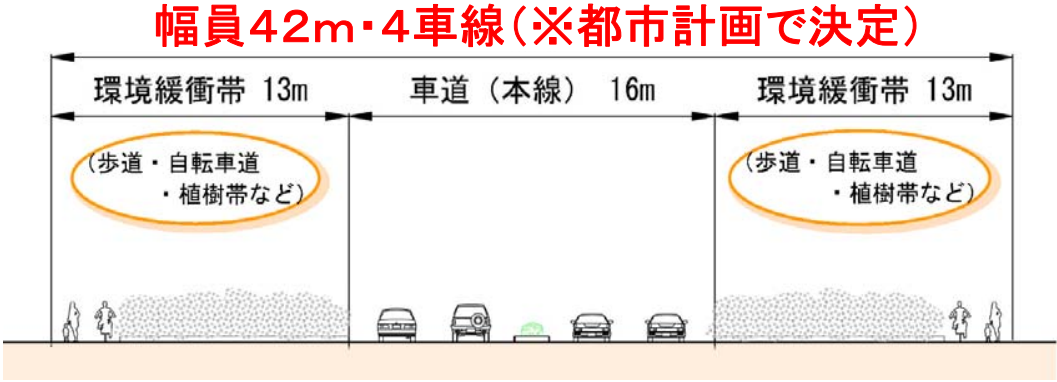 幅員42m・4車線(※都市計画で決定)
環境緩衝帯 13m
車道(本線) 16m
環境緩衝帯 13m
(歩道・自転車道
・植樹帯など)
(歩道・自転車道
・植樹帯など)